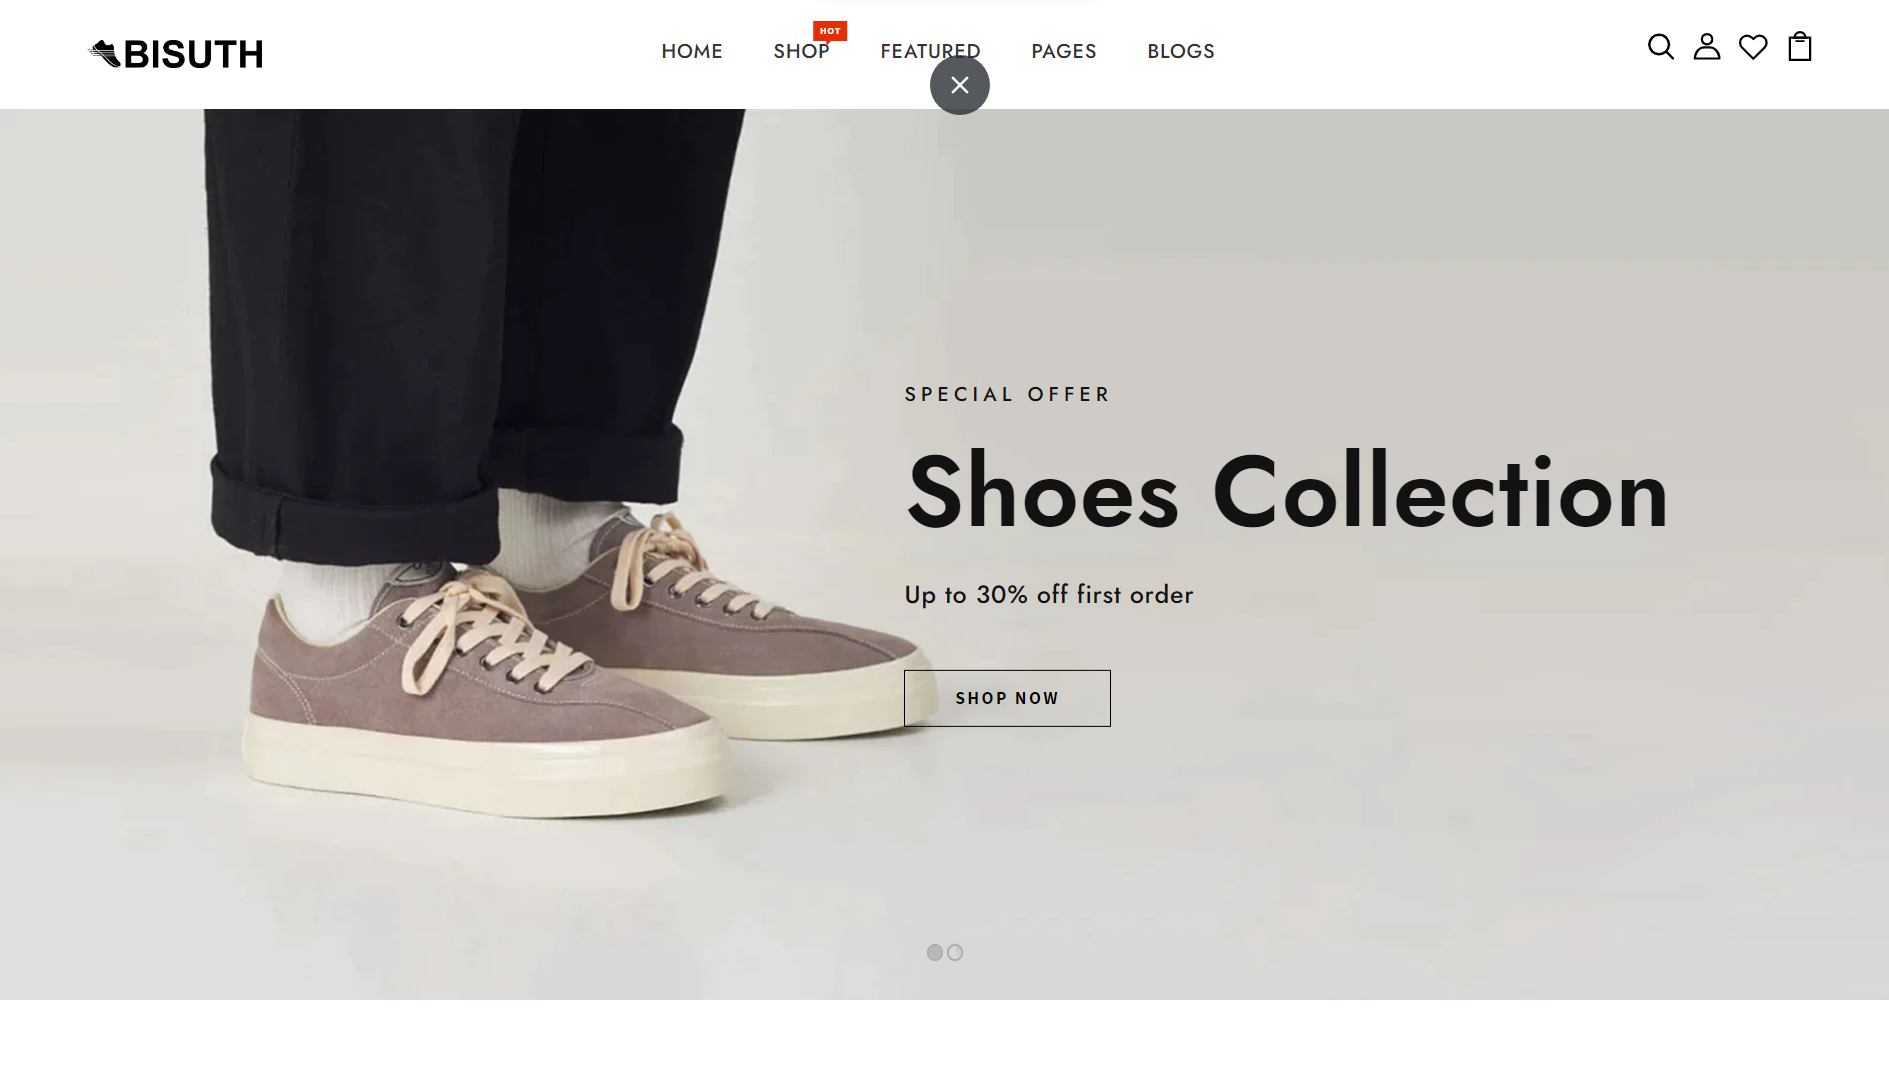 BISUTH
HOME
HOT
SHOP
FEATURED
PAGES
BLOGS
SPECIAL OFFER
Shoes Collection
Up to 30% off first order
SHOP NOW